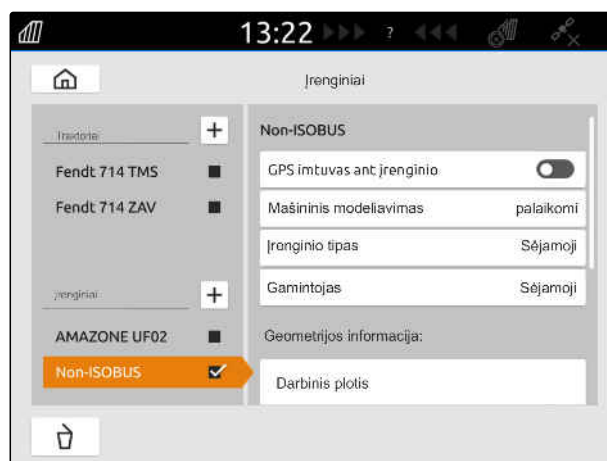 13:22 ?
Įrenginiai
Fendt 714 TMS
Fendt 714 ZAV
Įrenginiai
AMAZONE UF02
Non-ISOBUS
Non-ISOBUS
GPS imtuvas ant įrenginio
Mašininis modeliavimas palaikomi
Įrenginio tipas Sėjamoji
Gamintojas Sėjamoji
Geometrijos informacija:
Darbinis plotis